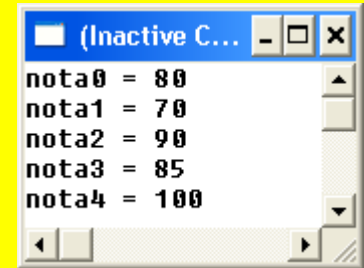 (Inactive C...
nota0 = 80
nota1 = 70
nota2 = 90
nota3 = 85
nota4 = 100